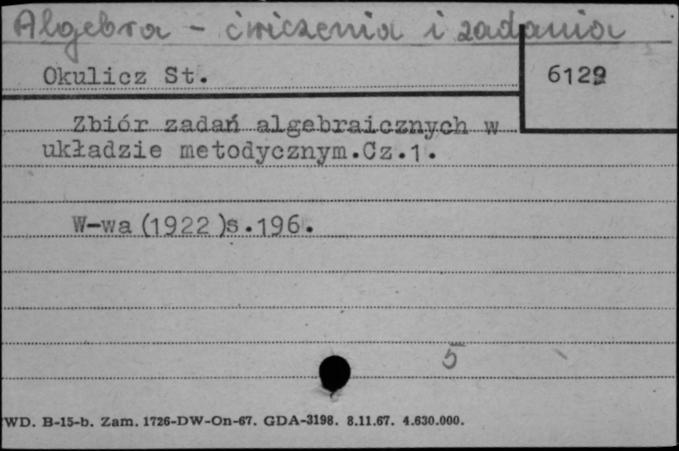 Algebra - ćwiczenia i zadania
Okulicz St.
6129
Zbiór zadań algebraicznych w
układzie metodycznym.Cz.1.
W-wa (1922)s.196.
5
WD. B-15-b. Zam. 1726-DW-On-67. GDA-3198. 8.11.67. 4.630.000.